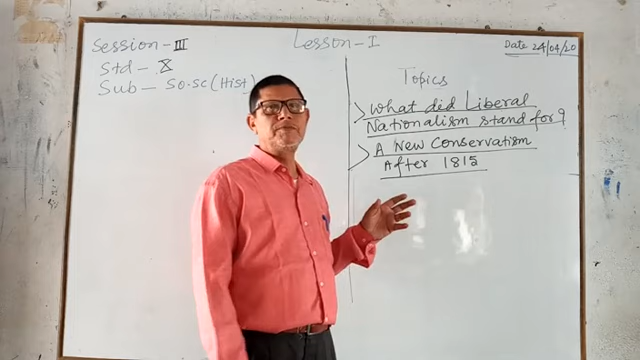 Session-III
Std-X
Sub-So.sc(Hist)
Lesson-I
Date 24/04/20
Topics
What did Liberal
Nationalism stand for?
A New Conservatism
After 1815